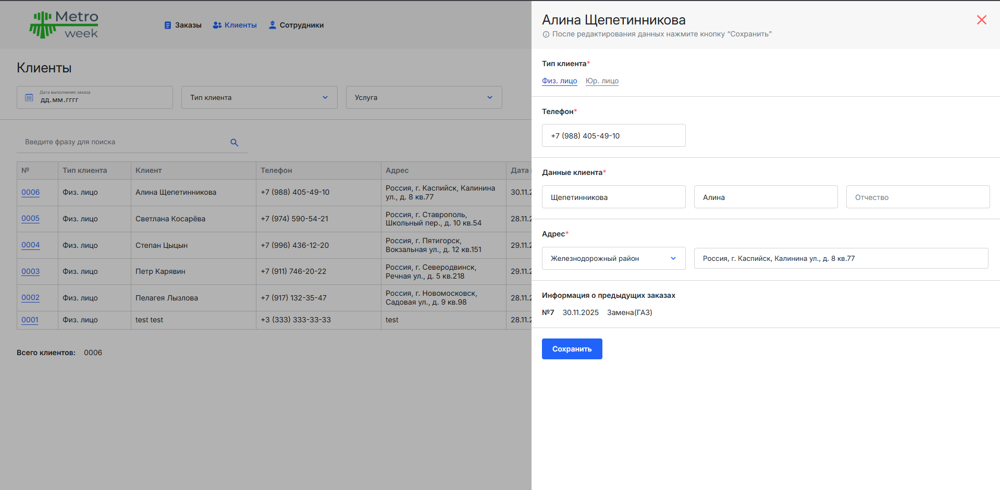 Metro
week
Заказы
Клиенты
Сотрудники
Клиенты
Дата выполнения заказа
дд.мм.гггг
Тип клиента
Услуга
Введите фразу для поиска
№ Тип клиента Клиент Телефон Адрес Дата
0006 Физ. лицо Алина Щепетинникова +7 (988) 405-49-10 Россия, г. Каспийск, Калинина
ул., д. 8 кв.77
30.11.2
0005 Физ. лицо Светлана Косарёва +7 (974) 590-54-21 Россия, г. Ставрополь,
Школьный пер., д. 10 кв.54
28.11.2
0004 Физ. лицо Степан Цыцын +7 (996) 436-12-20 Россия, г. Пятигорск,
Вокзальная ул., д. 12 кв.151
29.11.2
0003 Физ. лицо Петр Карявин +7 (911) 746-20-22 Россия, г. Северодвинск,
Речная ул., д. 5 кв.218
29.11.2
0002 Физ. лицо Пелагея Лызлова +7 (917) 132-35-47 Россия, г. Новомосковск,
Садовая ул., д. 9 кв.98
28.11.2
0001 Физ. лицо test test +3 (333) 333-33-33 test 28.11.2
Всего клиентов: 0006
Алина Щепетинникова
После редактирования данных нажмите кнопку “Сохранить”
Тип клиента*
Физ. лицо Юр. лицо
Телефон*
+7 (988) 405-49-10
Данные клиента*
Щепетинникова
Алина
Отчество
Адрес*
Железнодорожный район
Россия, г. Каспийск, Калинина ул., д. 8 кв.77
Информация о предыдущих заказах
№7 30.11.2025 Замена(ГАЗ)
Сохранить